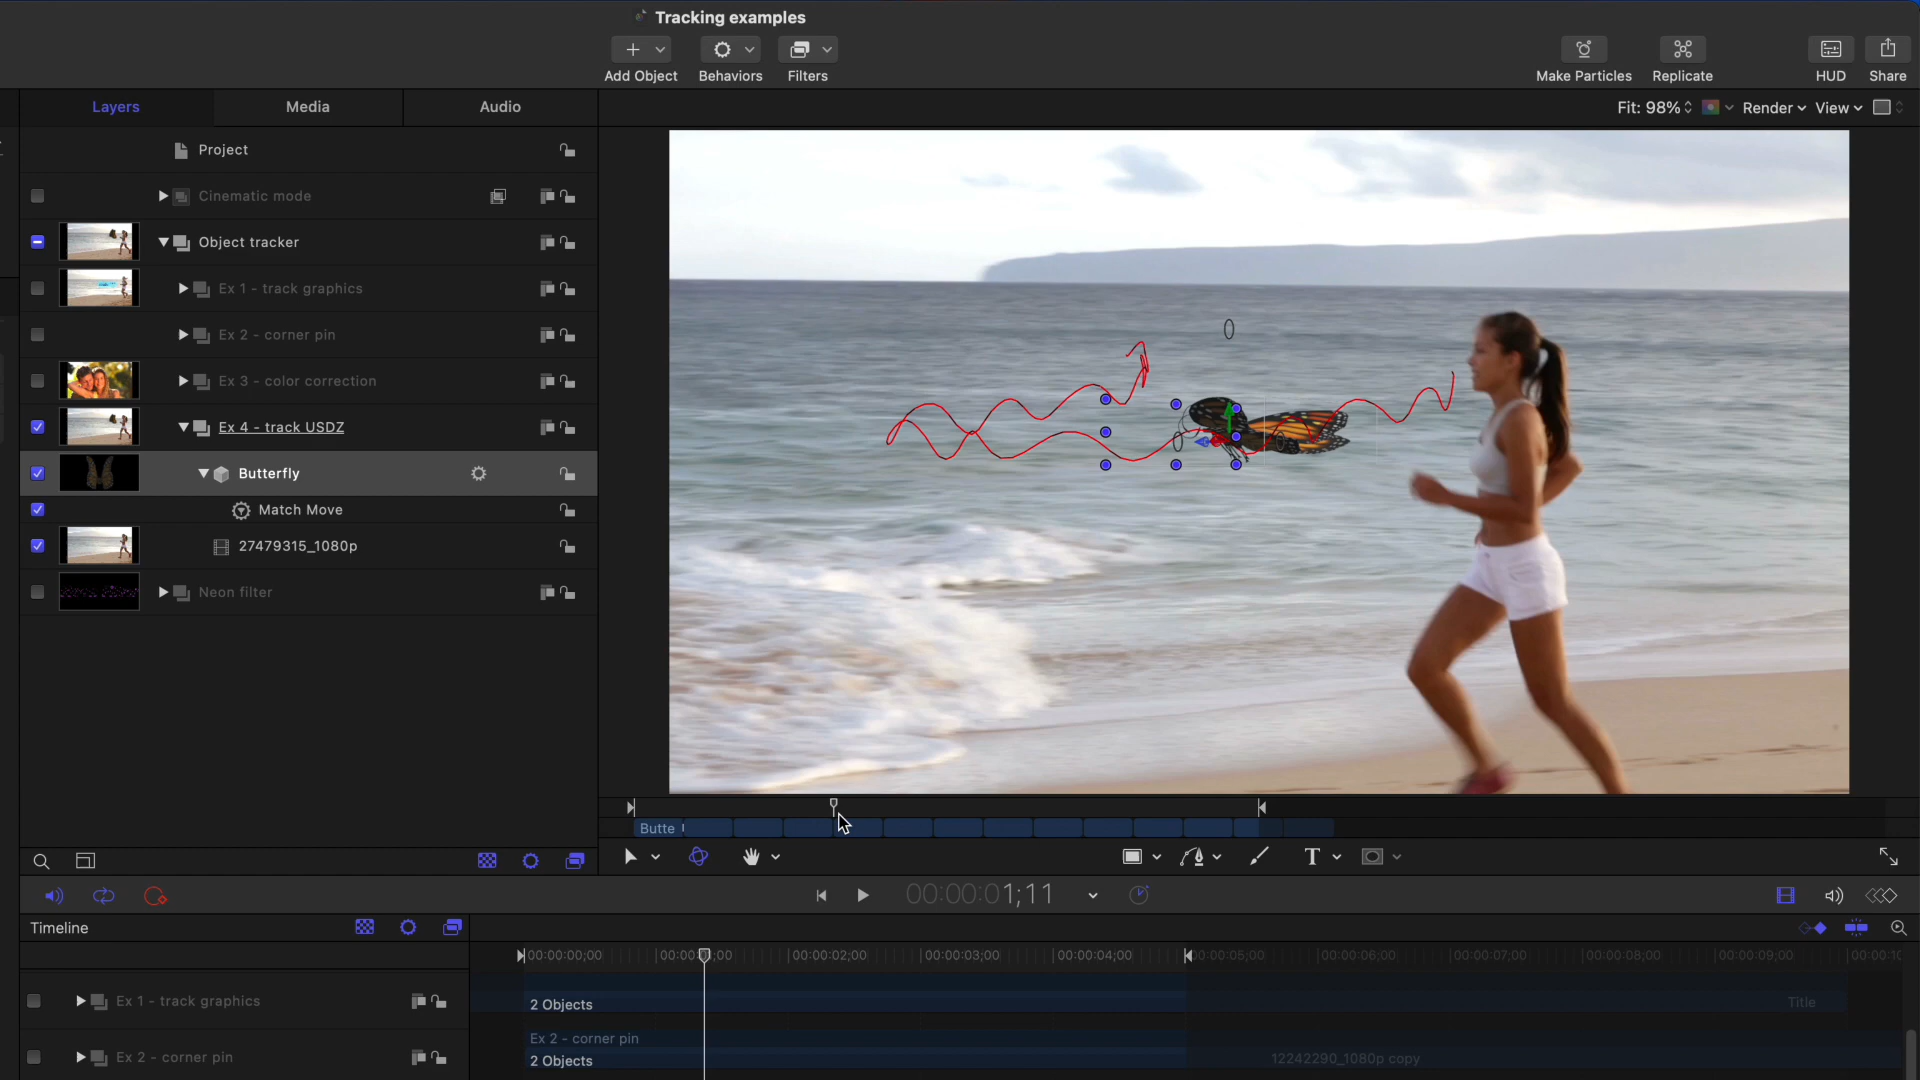 Tracking examples
Add Object
Behaviors
Filters
Make Particles
Replicate
HUD
Share
Layers
Media
Audio
Fit: 98%
Render
View
Project
Cinematic mode
Object tracker
Ex 1 - track graphics
Ex 2 - corner pin
Ex 3 - color correction
Ex 4 - track USDZ
Butterfly
Match Move
27479315_1080p
Neon filter
Butte
T
00:00:01;11
Timeline
00:00:00;00
00:00:02;00
00:00:03;00
00:00:04;00
00:00:05;00
00:00:06;00
00:00:07;00
00:00:08;00
00:00:09;00
Ex 1 - track graphics
2 Objects
Title
Ex 2 - corner pin
Ex 2 - corner pin
2 Objects
12242290_1080p copy